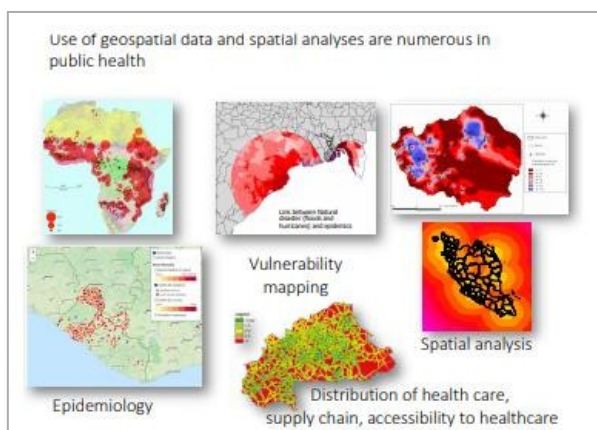 Use of geospatial data and spatial analyses are numerous in
public health
Link between Natural
disaster (floods and
hurricanes) and epidemics
Vulnerability
mapping
Spatial analysis
Epidemiology
Distribution of health care,
supply chain, accessibility to healthcare